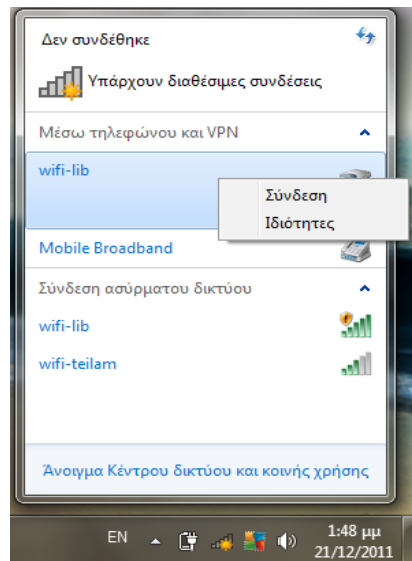 Δεν συνδέθηκε
Υπάρχουν διαθέσιμες συνδέσεις
Μέσω τηλεφώνου και VPN
wifi-lib
Σύνδεση
Ιδιότητες
Mobile Broadband
Σύνδεση ασύρματου δικτύου
wifi-lib
wifi-teilam
Άνοιγμα Κέντρου δικτύου και κοινής χρήσης
EN
1:48 μμ
21/12/2011